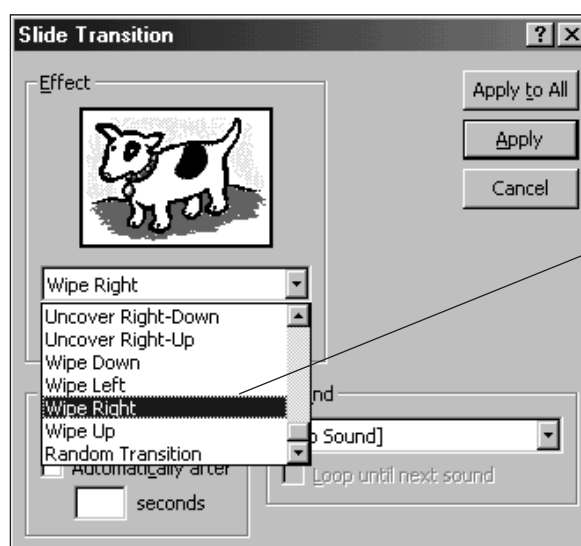 Slide Transition
Effect
Apply to All
Apply
Cancel
Wipe Right
Uncover Right-Down
Uncover Right-Up
Wipe Down
Wipe Left
Wipe Right
Wipe Up
Random Transition
Sound]
Automatically after
Loop until next sound
seconds